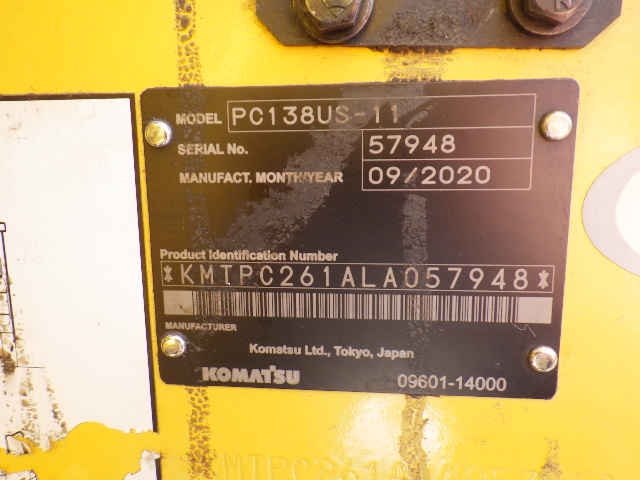 MODEL PC138US-11
SERIAL No. 57948
MANUFACT. MONTH/YEAR 09/2020
Product Identification Number
*KMTPC261ALA057948*
MANUFACTURER
Komatsu Ltd., Tokyo, Japan
KOMATSU 09601-14000
MTPC261A